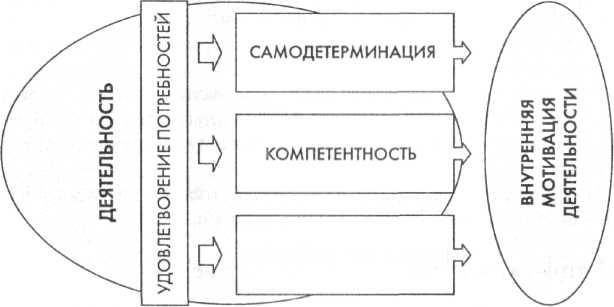 ДЕЯТЕЛЬНОСТЬ
УДОВЛЕТВОРЕНИЕ ПОТРЕБНОСТЕЙ
САМОДЕТЕРМИНАЦИЯ
КОМПЕТЕНТНОСТЬ
ВНУТРЕННЯЯ
МОТИВАЦИЯ
ДЕЯТЕЛЬНОСТИ